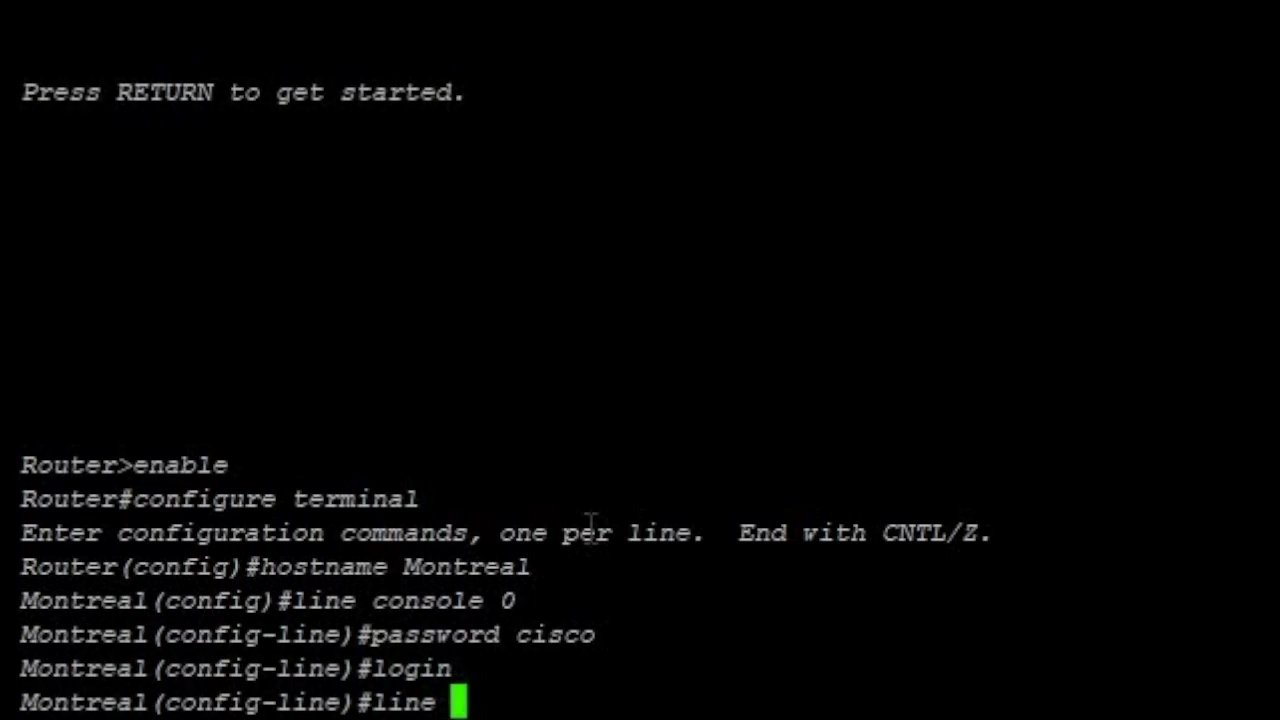 Press RETURN to get started.
Router>enable
Router#configure terminal
Enter configuration commands, one per line.  End with CNTL/Z.
Router(config)#hostname Montreal
Montreal(config)#line console 0
Montreal(config-line)#password cisco
Montreal(config-line)#login
Montreal(config-line)#line